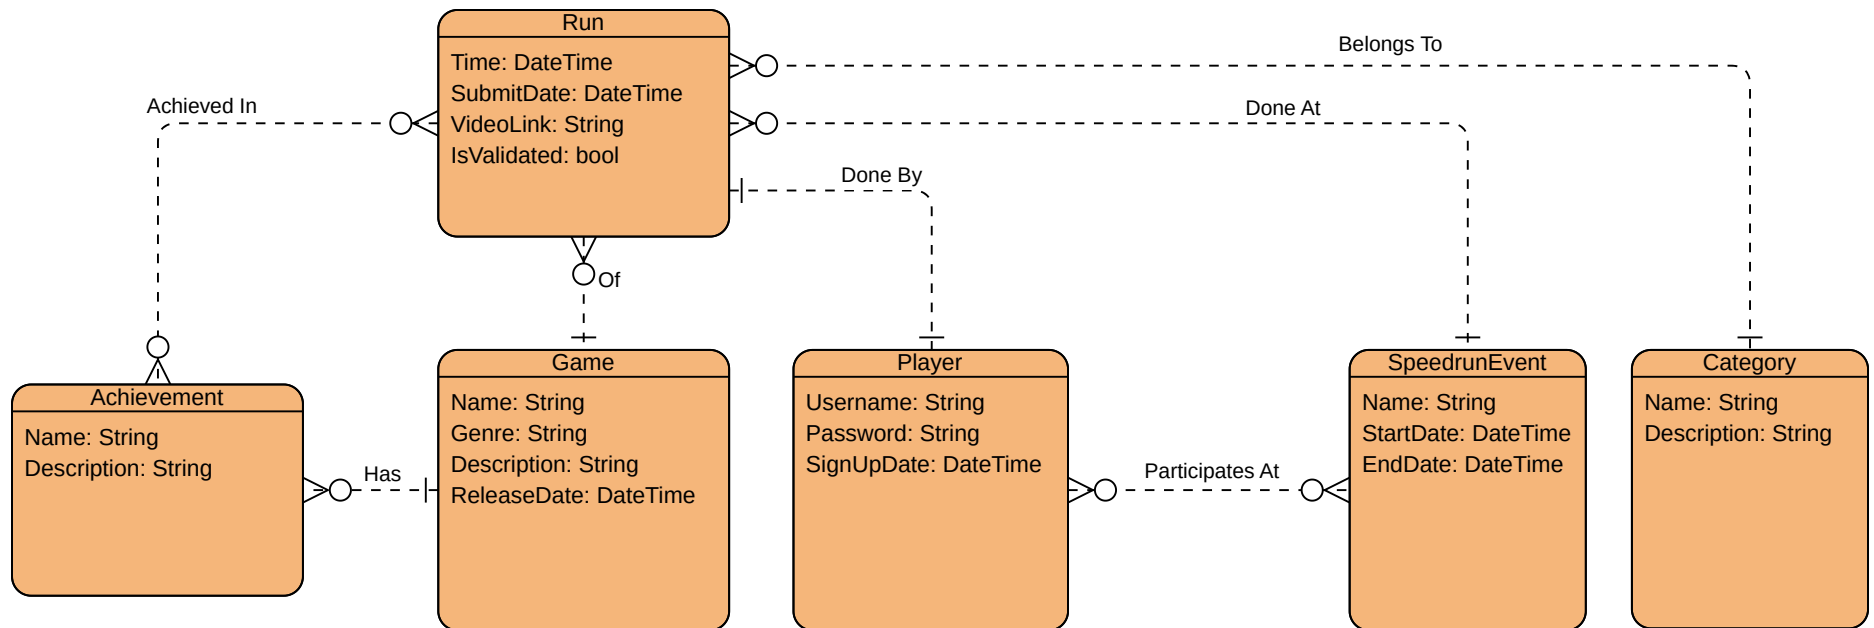 Run
Time: DateTime
SubmitDate: DateTime
VideoLink: String
IsValidated: bool
Belongs To
Achieved In
Done At
Done By
Of
Achievement
Name: String
Description: String
Has
Game
Name: String
Genre: String
Description: String
ReleaseDate: DateTime
Player
Username: String
Password: String
SignUpDate: DateTime
Participates At
SpeedrunEvent
Name: String
StartDate: DateTime
EndDate: DateTime
Category
Name: String
Description: String